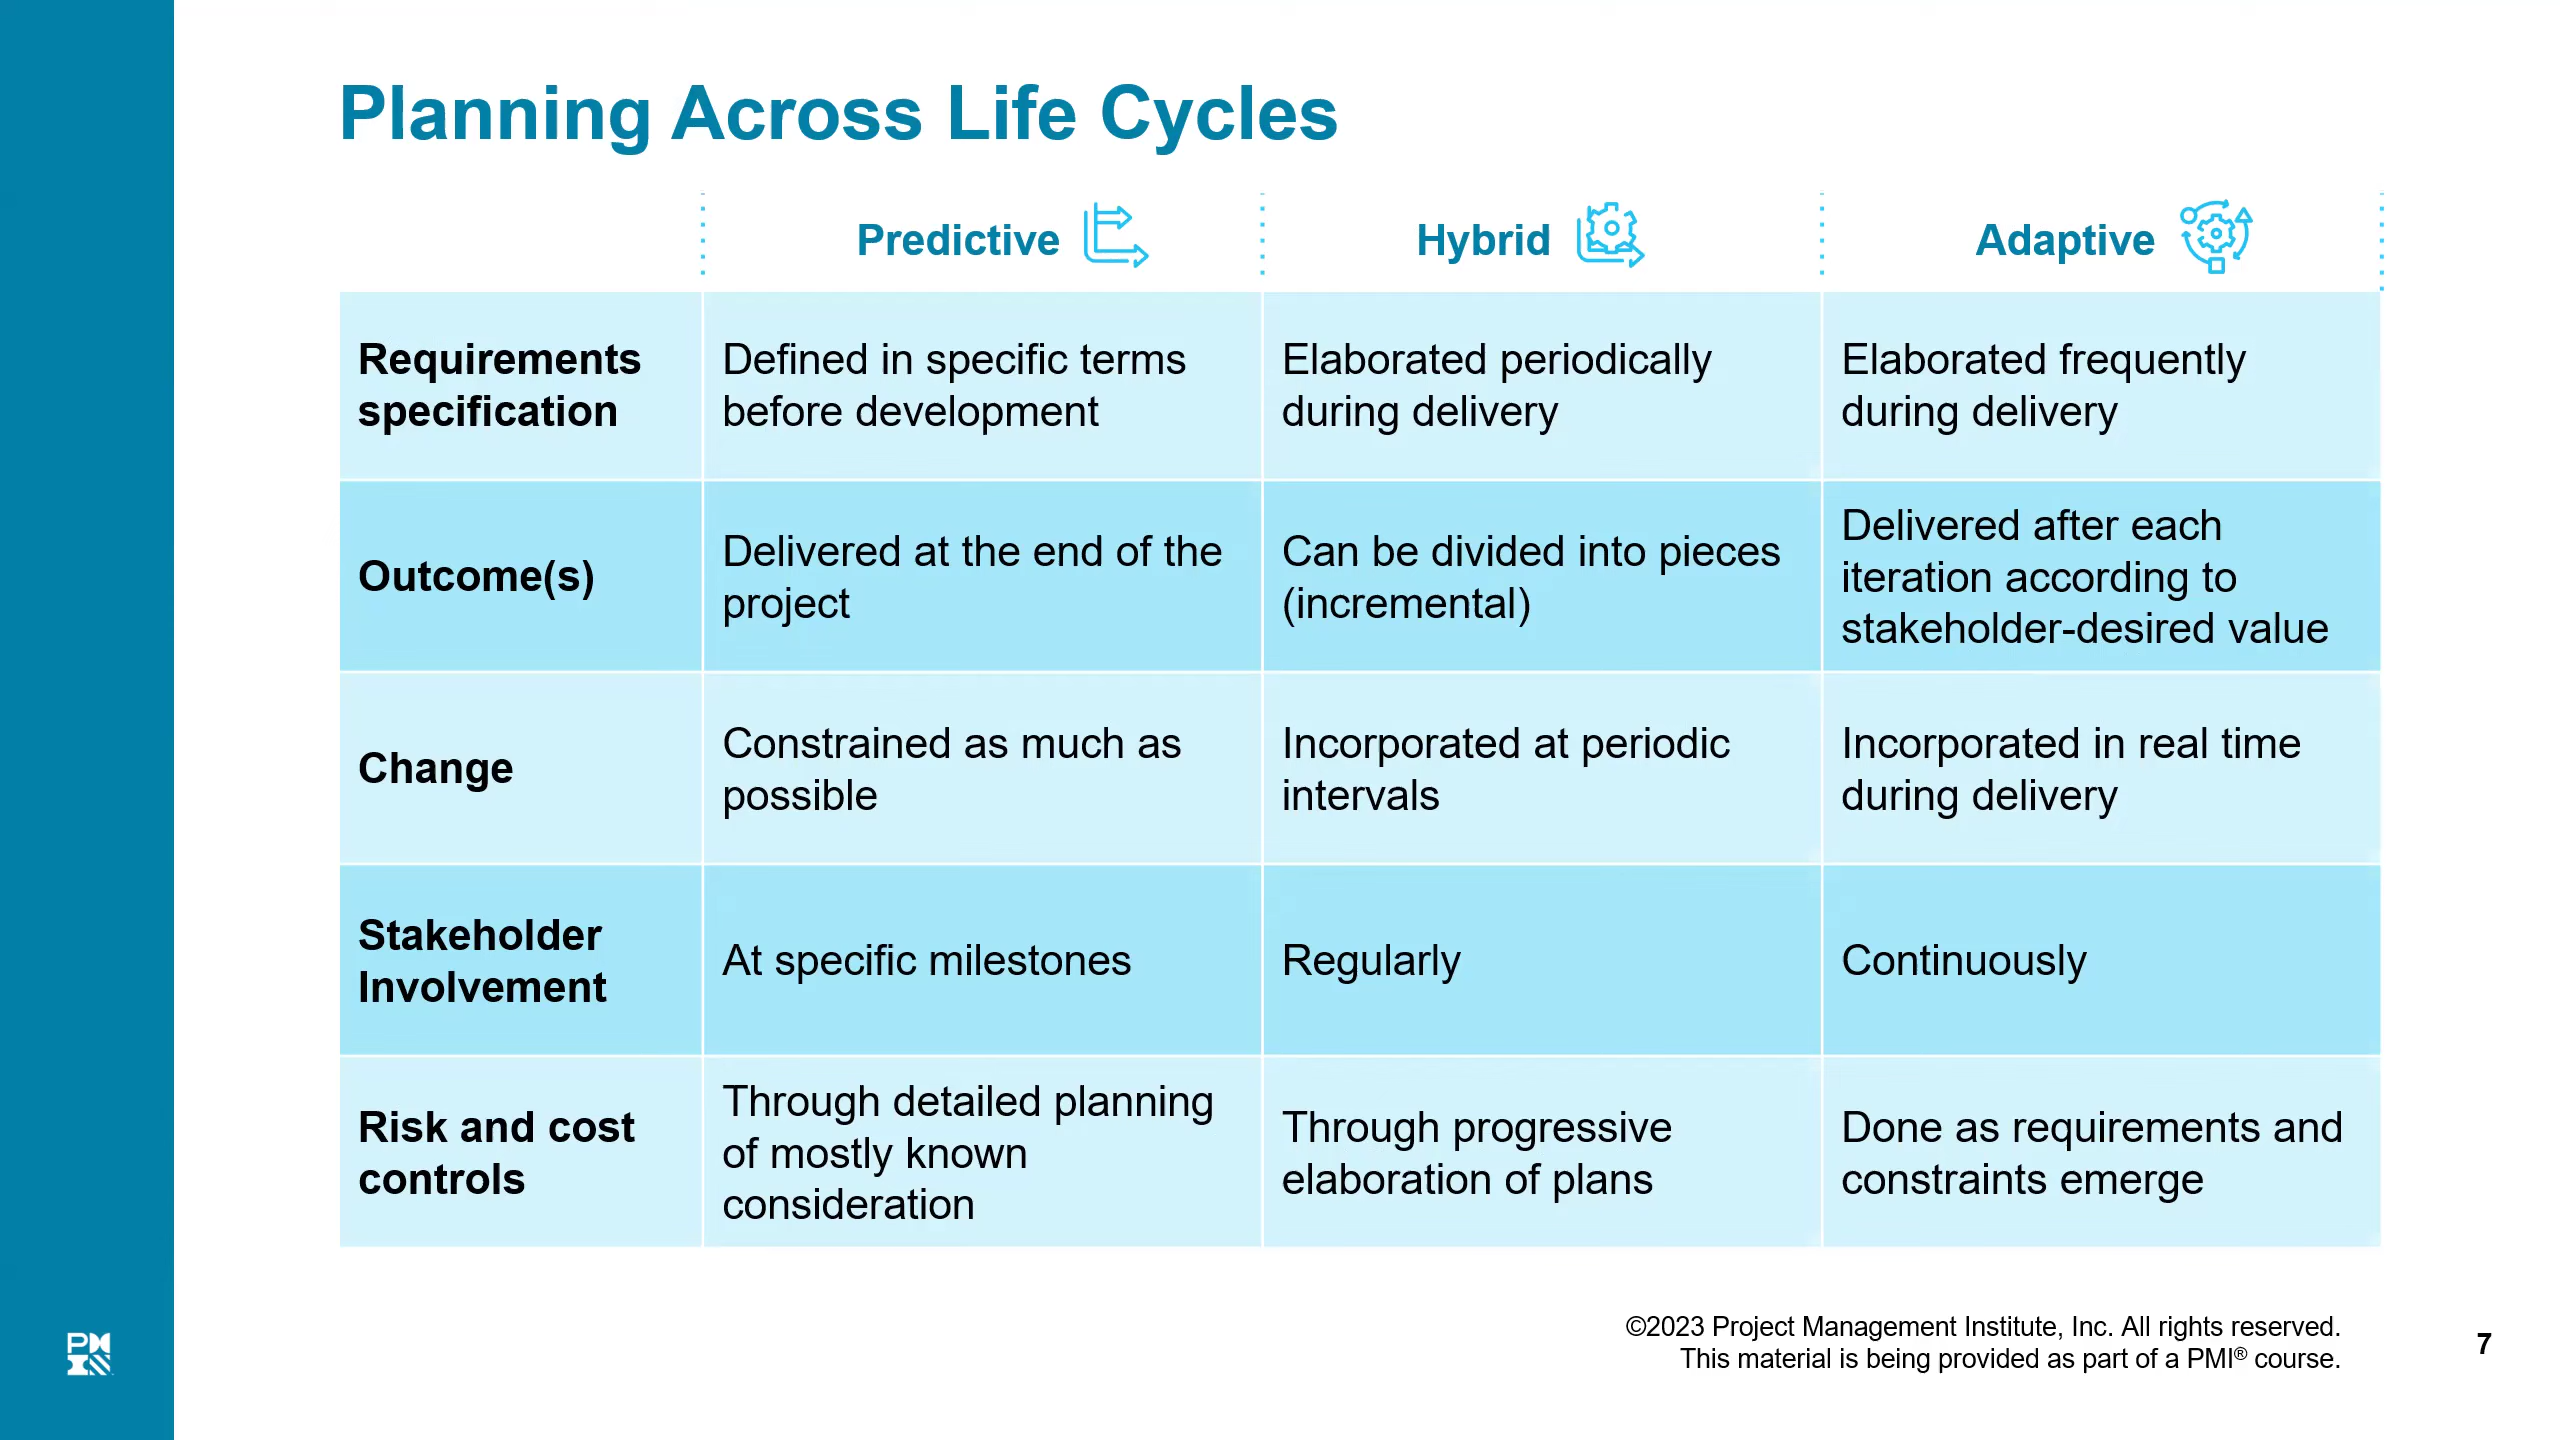 Planning Across Life Cycles
Predictive
Hybrid
Adaptive
Requirements
specification
Defined in specific terms
before development
Elaborated periodically
during delivery
Elaborated frequently
during delivery
Outcome(s)
Delivered at the end of the
project
Can be divided into pieces
(incremental)
Delivered after each
iteration according to
stakeholder-desired value
Change
Constrained as much as
possible
Incorporated at periodic
intervals
Incorporated in real time
during delivery
Stakeholder
Involvement
At specific milestones
Regularly
Continuously
Risk and cost
controls
Through detailed planning
of mostly known
consideration
Through progressive
elaboration of plans
Done as requirements and
constraints emerge
©2023 Project Management Institute, Inc. All rights reserved.
This material is being provided as part of a PMI® course.
7